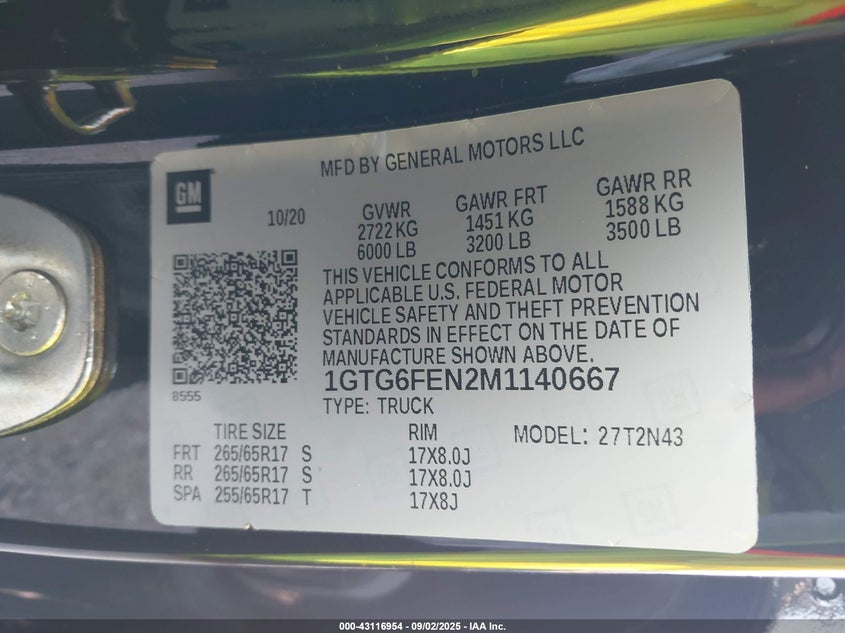 MFD BY GENERAL MOTORS LLC
GM
10/20
GVWR
2722 KG
6000 LB
GAWR FRT
1451 KG
3200 LB
GAWR RR
1588 KG
3500 LB
THIS VEHICLE CONFORMS TO ALL
APPLICABLE U.S. FEDERAL MOTOR
VEHICLE SAFETY AND THEFT PREVENTION
STANDARDS IN EFFECT ON THE DATE OF
MANUFACTURE SHOWN ABOVE.
8555
1GTG6FEN2M1140667
TYPE: TRUCK
TIRE SIZE RIM MODEL: 27T2N43
FRT 265/65R17 S 17X8.0J
RR 265/65R17 S 17X8.0J
SPA 255/65R17 T 17X8J
000-43116954 - 09/02/2025 - IAA Inc.